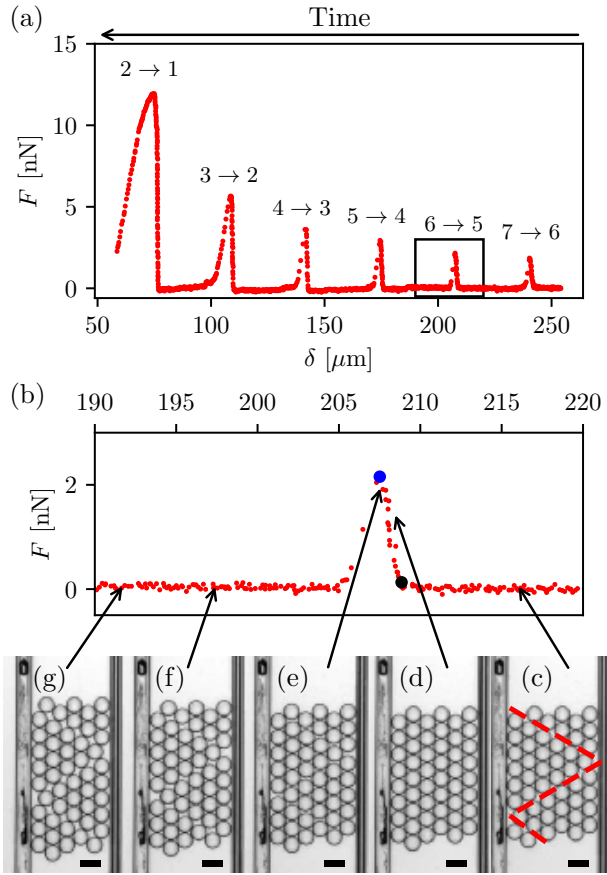 (a)
Time
15
10
5
0
F [nN]
2 → 1
3 → 2
4 → 3
5 → 4
6 → 5
7 → 6
50
100
150
200
250
δ [μm]
(b)
190
195
200
205
210
215
220
2
0
F [nN]
(g)
(f)
(e)
(d)
(c)